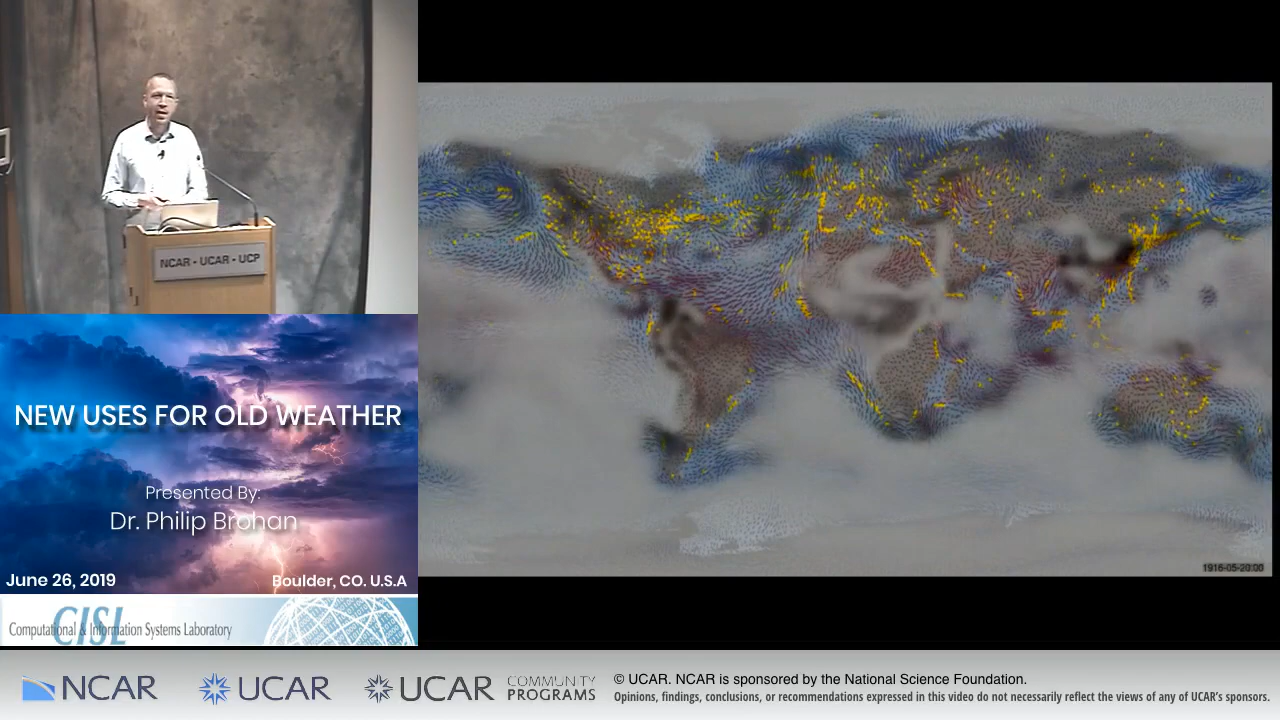 NCAR - UCAR - UCP
NEW USES FOR OLD WEATHER
Presented By:
Dr. Philip Brohan
June 26, 2019
Boulder, CO. U.S.A
CISL
Computational & Information Systems Laboratory
1916-05-20:00
NCAR
UCAR
UCAR
COMMUNITY
PROGRAMS
© UCAR. NCAR is sponsored by the National Science Foundation.
Opinions, findings, conclusions, or recommendations expressed in this video do not necessarily reflect the views of any of UCAR's sponsors.